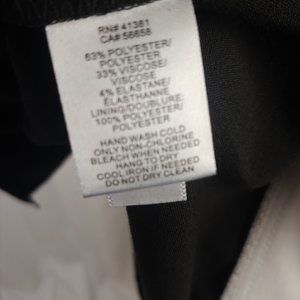 RN# 41381
CA# 56658
63% POLYESTER/
POLYESTER
33% VISCOSE/
VISCOSE
4% ELASTANE/
ÉLASTHANNE
LINING/DOUBLURE:
100% POLYESTER/
POLYESTER
HAND WASH COLD
ONLY NON-CHLORINE
BLEACH WHEN NEEDED
HANG TO DRY
COOL IRON IF NEEDED
DO NOT DRY CLEAN